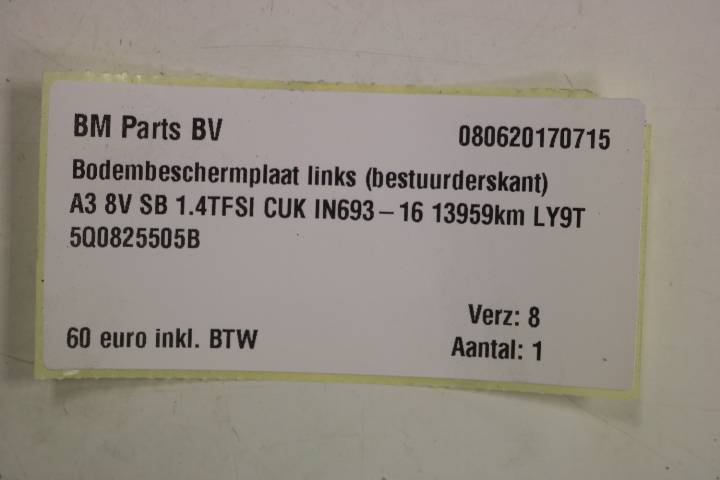 BM Parts BV 080620170715
Bodembeschermplaat links (bestuurderskant)
A3 8V SB 1.4TFSI CUK IN693-16 13959km LY9T
5Q0825505B
Verz: 8
60 euro inkl. BTW Aantal: 1